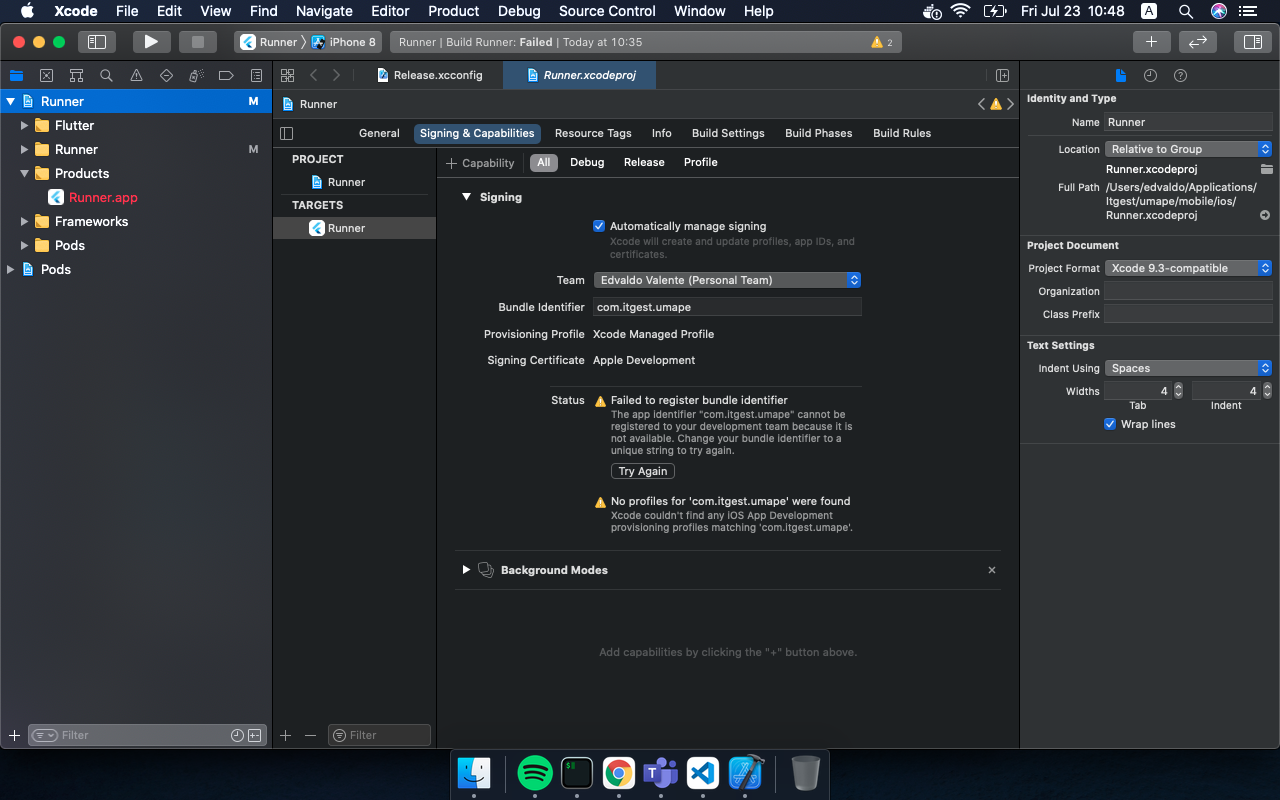 Xcode File Edit View Find Navigate Editor Product Debug Source Control Window Help Fri Jul 23 10:48 A
Runner iPhone 8 Runner | Build Runner: Failed | Today at 10:35 2
Release.xcconfig Runner.xcodeproj
Runner M
Flutter
Runner M
Products
Runner.app
Frameworks
Pods
Pods
Filter
Runner
General Signing & Capabilities Resource Tags Info Build Settings Build Phases Build Rules
PROJECT
Runner
TARGETS
Runner
Filter
+ Capability All Debug Release Profile
Signing
Automatically manage signing
Xcode will create and update profiles, app IDs, and
certificates.
Team Edvaldo Valente (Personal Team)
Bundle Identifier com.itgest.umape
Provisioning Profile Xcode Managed Profile
Signing Certificate Apple Development
Status Failed to register bundle identifier
The app identifier "com.itgest.umape" cannot be
registered to your development team because it is
not available. Change your bundle identifier to a
unique string to try again.
Try Again
No profiles for 'com.itgest.umape' were found
Xcode couldn't find any iOS App Development
provisioning profiles matching 'com.itgest.umape'.
Background Modes
Add capabilities by clicking the "+" button above.
Identity and Type
Name Runner
Location Relative to Group
Runner.xcodeproj
Full Path /Users/edvaldo/Applications/
Itgest/umape/mobile/ios/
Runner.xcodeproj
Project Document
Project Format Xcode 9.3-compatible
Organization
Class Prefix
Text Settings
Indent Using Spaces
Widths 4 4
Tab Indent
Wrap lines